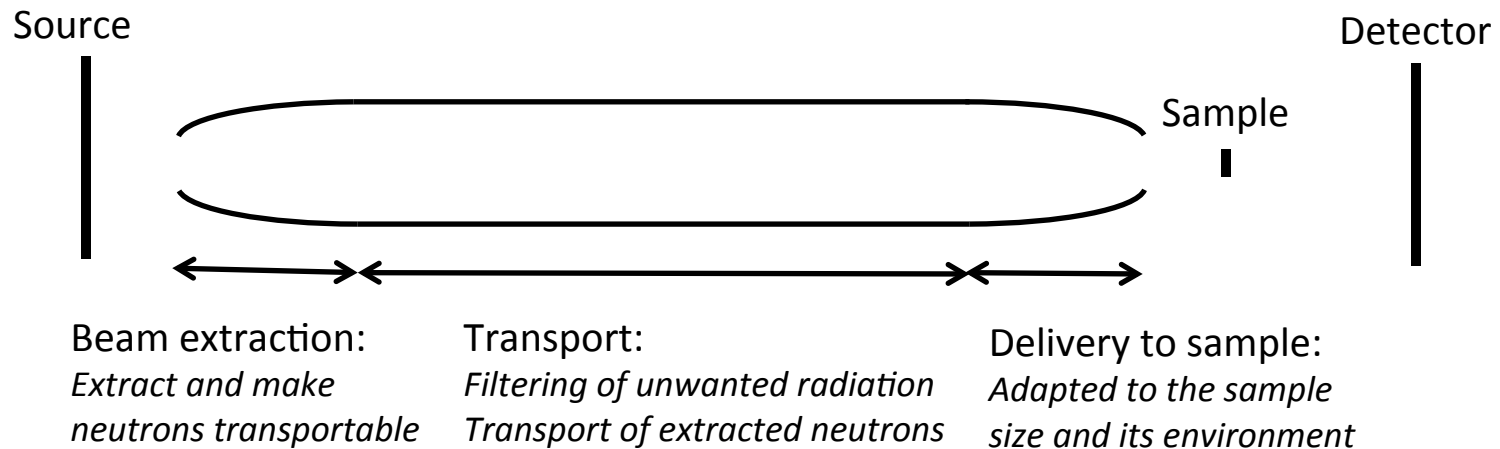 Source
Detector
Sample
Beam extraction:
Extract and make
neutrons transportable
Transport:
Filtering of unwanted radiation
Transport of extracted neutrons
Delivery to sample:
Adapted to the sample
size and its environment